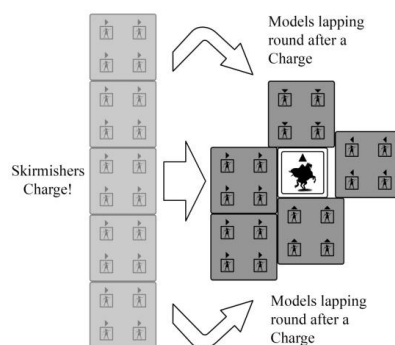 Models lapping
round after a
Charge
Skirmishers
Charge!
Models lapping
round after a
Charge